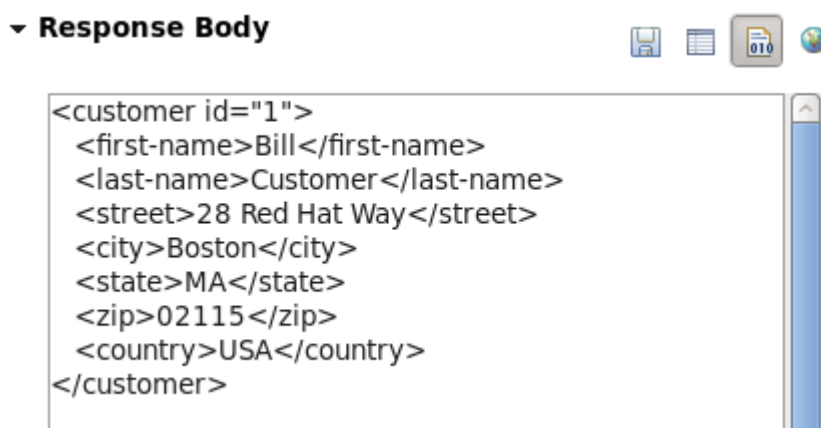 Response Body
010
<customer id="1">
   <first-name>Bill</first-name>
   <last-name>Customer</last-name>
   <street>28 Red Hat Way</street>
   <city>Boston</city>
   <state>MA</state>
   <zip>02115</zip>
   <country>USA</country>
</customer>